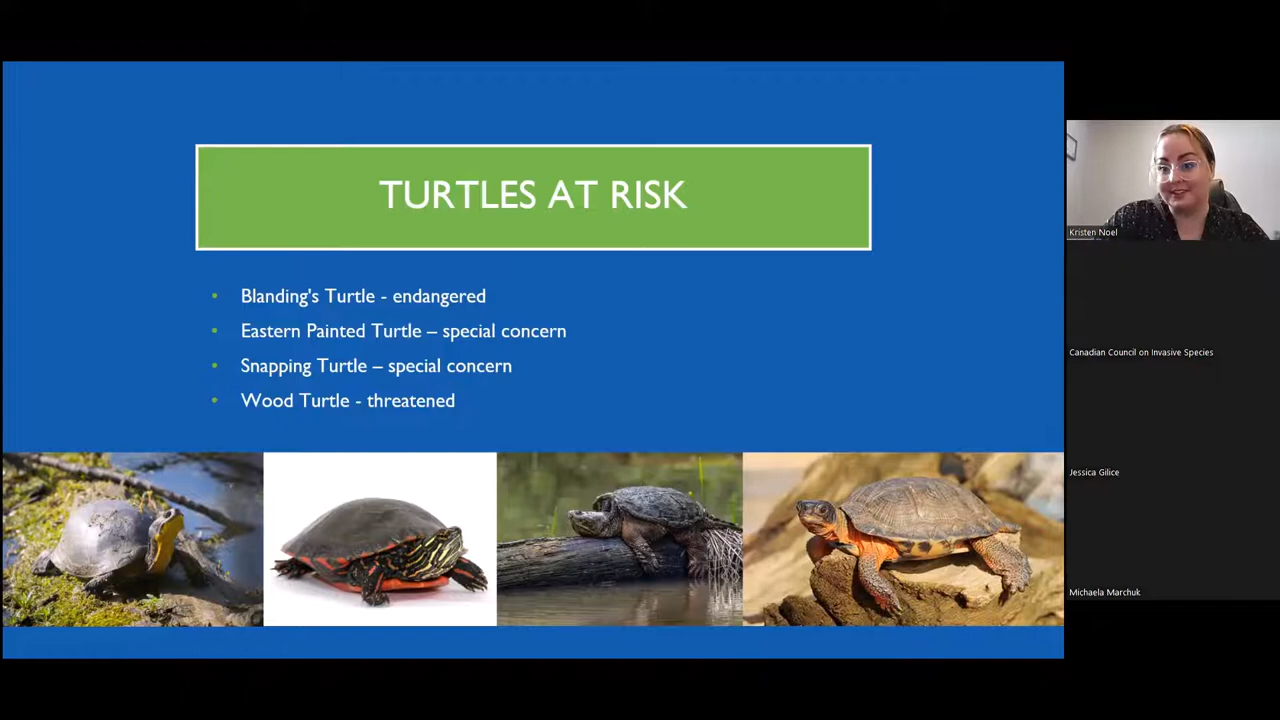 TURTLES AT RISK
• Blanding's Turtle - endangered
• Eastern Painted Turtle – special concern
• Snapping Turtle – special concern
• Wood Turtle - threatened
Kristen Noel
Canadian Council on Invasive Species
Jessica Gilice
Michaela Marchuk